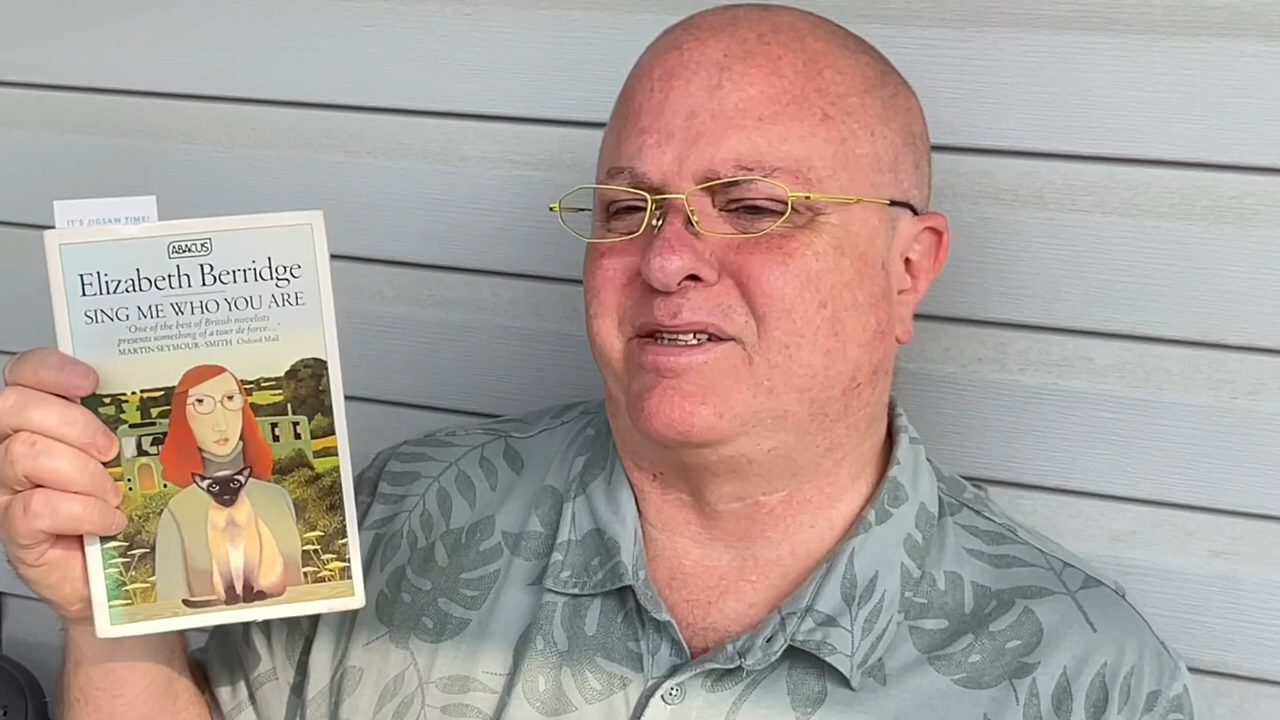 IT'S JIGSAW TIME!
ABACUS
Elizabeth Berridge
SING ME WHO YOU ARE
'One of the best of British novelists
presents something of a tour de force...'
MARTIN SEYMOUR-SMITH Oxford Mail